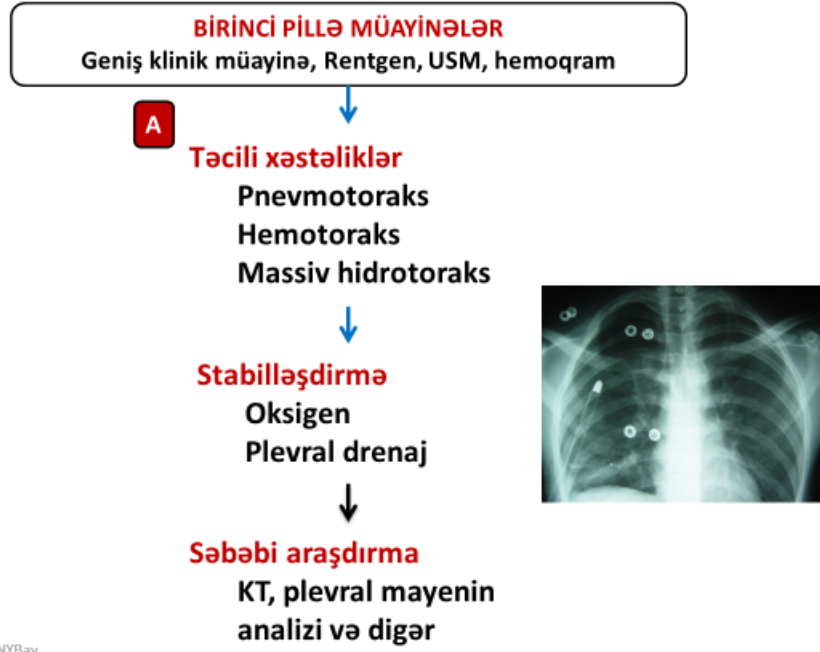 BİRİNCİ PİLLƏ MÜAYİNƏLƏR
Geniş klinik müayinə, Rentgen, USM, hemoqram
A
Təcili xəstəliklər
Pnevmotoraks
Hemotoraks
Massiv hidrotoraks
Stabilləşdirmə
Oksigen
Plevral drenaj
Səbəbi araşdırma
KT, plevral mayenin
analizi və digər